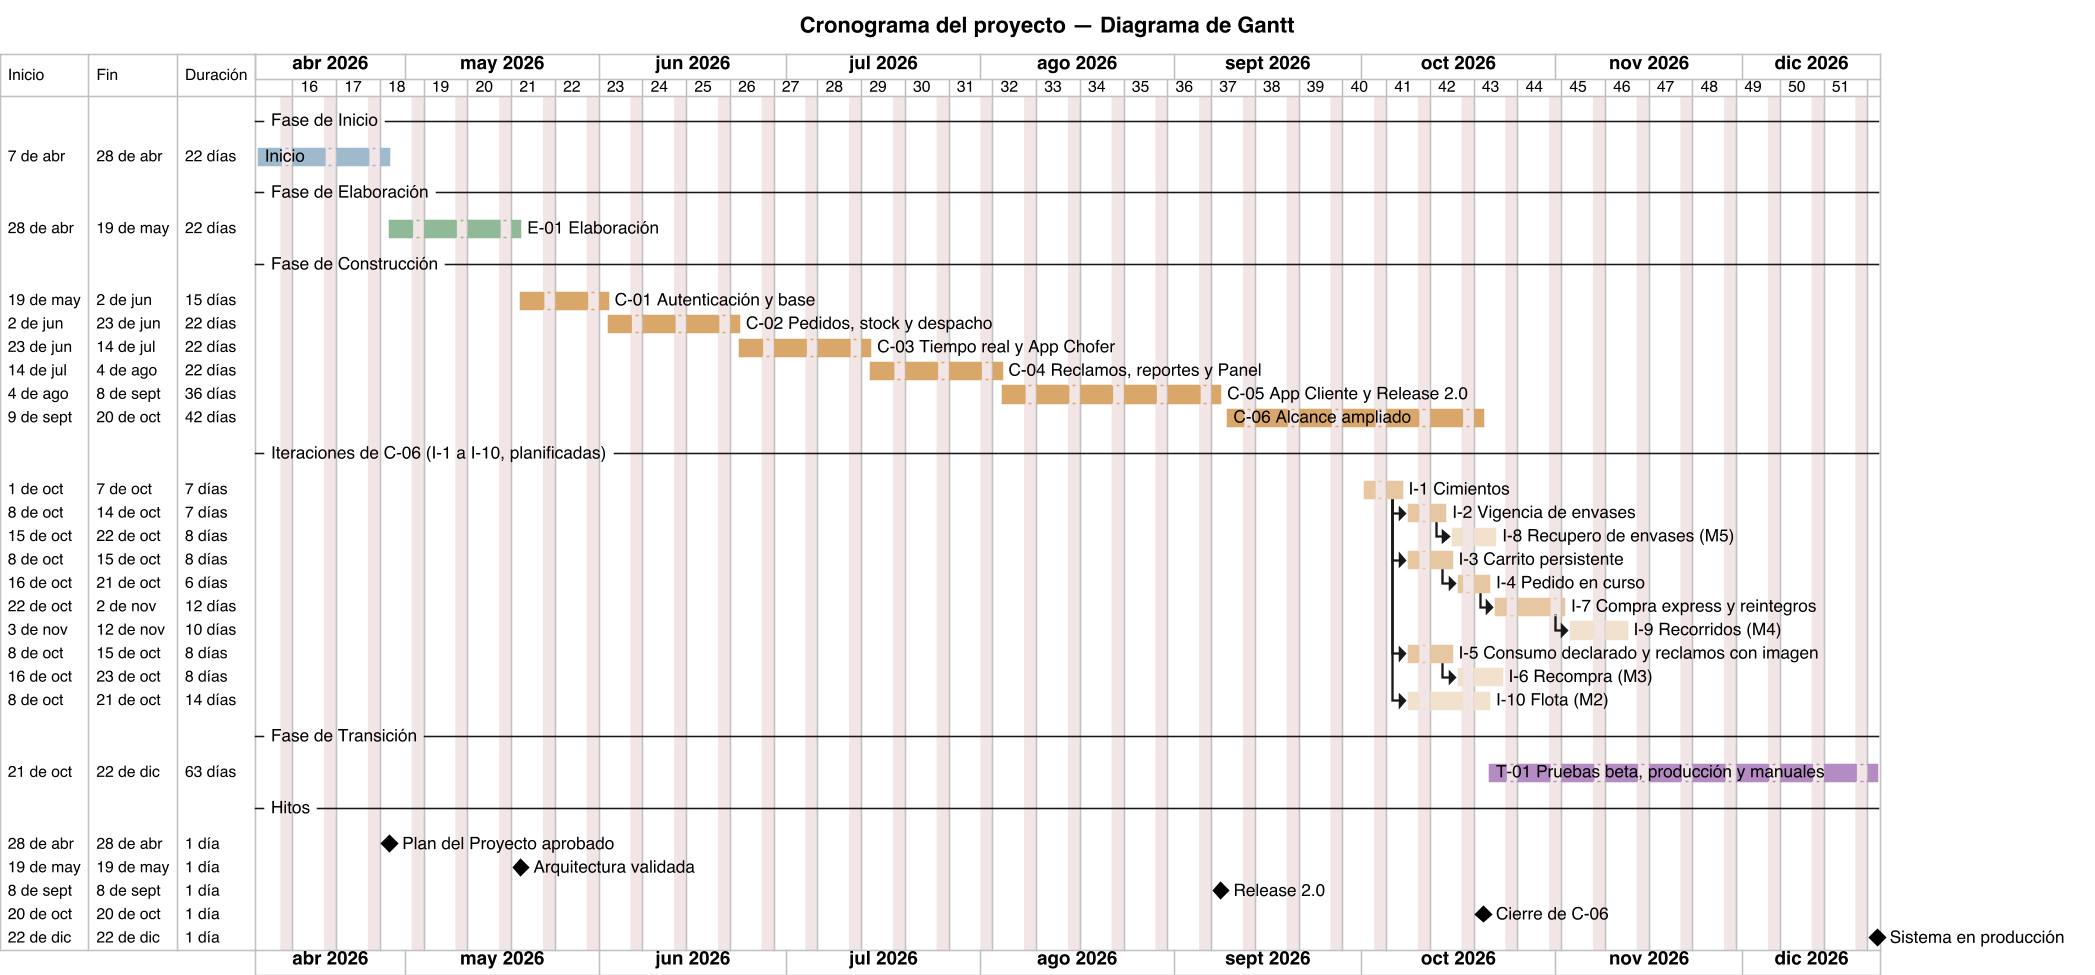 Cronograma del proyecto — Diagrama de Gantt
Inicio Fin Duración abr 2026 may 2026 jun 2026 jul 2026 ago 2026 sept 2026 oct 2026 nov 2026 dic 2026
16 17 18 19 20 21 22 23 24 25 26 27 28 29 30 31 32 33 34 35 36 37 38 39 40 41 42 43 44 45 46 47 48 49 50 51
Fase de Inicio
7 de abr 28 de abr 22 días Inicio
Fase de Elaboración
28 de abr 19 de may 22 días E-01 Elaboración
Fase de Construcción
19 de may 2 de jun 15 días C-01 Autenticación y base
2 de jun 23 de jun 22 días C-02 Pedidos, stock y despacho
23 de jun 14 de jul 22 días C-03 Tiempo real y App Chofer
14 de jul 4 de ago 22 días C-04 Reclamos, reportes y Panel
4 de ago 8 de sept 36 días C-05 App Cliente y Release 2.0
9 de sept 20 de oct 42 días C-06 Alcance ampliado
Iteraciones de C-06 (I-1 a I-10, planificadas)
1 de oct 7 de oct 7 días I-1 Cimientos
8 de oct 14 de oct 7 días I-2 Vigencia de envases
15 de oct 22 de oct 8 días I-8 Recupero de envases (M5)
8 de oct 15 de oct 8 días I-3 Carrito persistente
16 de oct 21 de oct 6 días I-4 Pedido en curso
22 de oct 2 de nov 12 días I-7 Compra express y reintegros
3 de nov 12 de nov 10 días I-9 Recorridos (M4)
8 de oct 15 de oct 8 días I-5 Consumo declarado y reclamos con imagen
16 de oct 23 de oct 8 días I-6 Recompra (M3)
8 de oct 21 de oct 14 días I-10 Flota (M2)
Fase de Transición
21 de oct 22 de dic 63 días T-01 Pruebas beta, producción y manuales
Hitos
28 de abr 28 de abr 1 día Plan del Proyecto aprobado
19 de may 19 de may 1 día Arquitectura validada
8 de sept 8 de sept 1 día Release 2.0
20 de oct 20 de oct 1 día Cierre de C-06
22 de dic 22 de dic 1 día Sistema en producción
abr 2026 may 2026 jun 2026 jul 2026 ago 2026 sept 2026 oct 2026 nov 2026 dic 2026